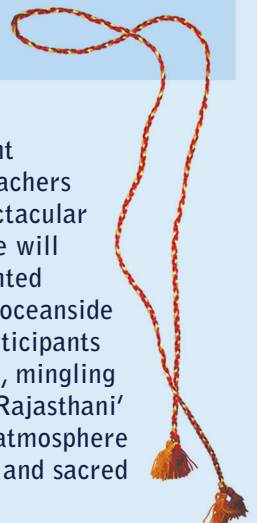 nt
achers
ctacular
e will
nted
oceanside
ticipants
, mingling
Rajasthani'
atmosphere
and sacred